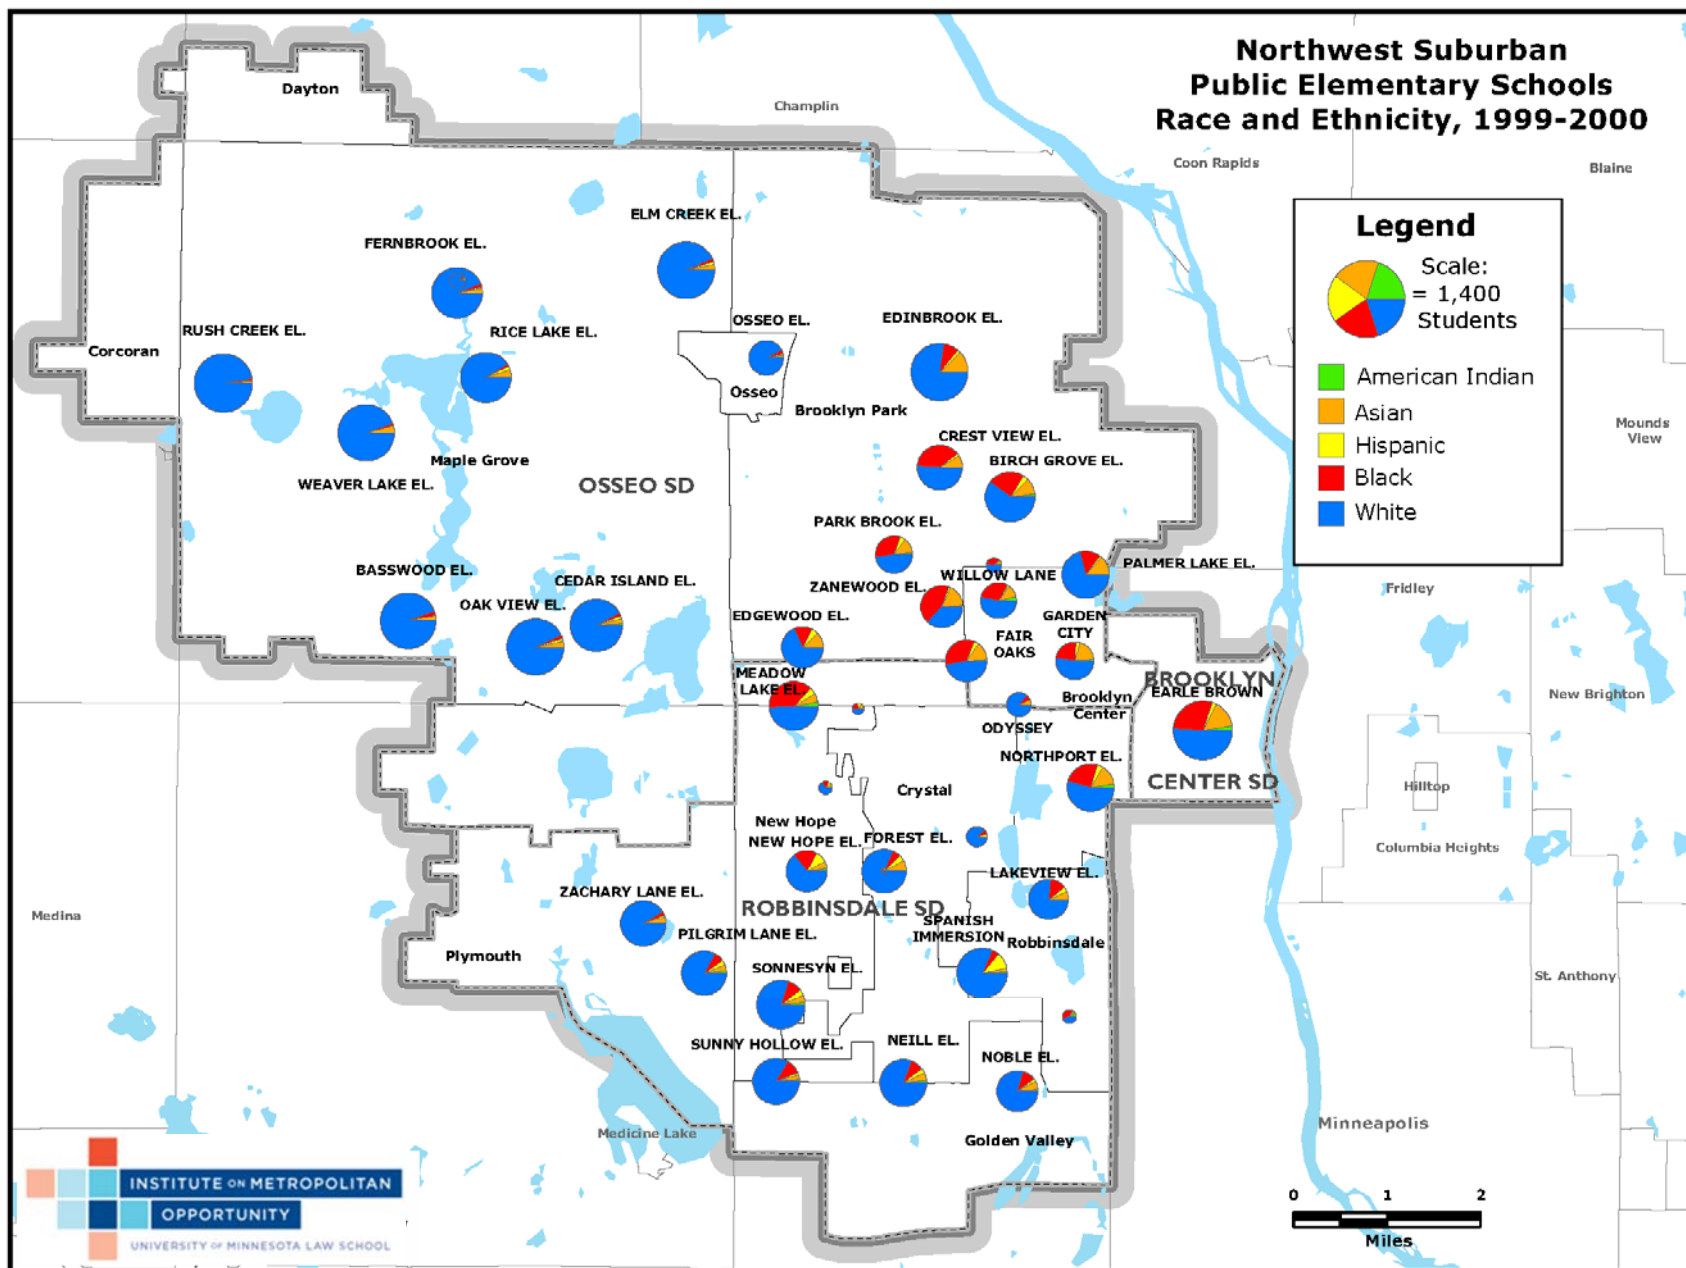 Northwest Suburban
Public Elementary Schools
Race and Ethnicity, 1999-2000
Dayton
Champlin
Coon Rapids
Blaine
Legend
Scale:
= 1,400
Students
American Indian
Asian
Hispanic
Black
White
ELM CREEK EL.
FERNBROOK EL.
RUSH CREEK EL.
RICE LAKE EL.
OSSEO EL.
EDINBROOK EL.
Corcoran
Osseo
Brooklyn Park
Mounds
View
CREST VIEW EL.
BIRCH GROVE EL.
Maple Grove
WEAVER LAKE EL.
OSSEO SD
PARK BROOK EL.
PALMER LAKE EL.
BASSWOOD EL.
CEDAR ISLAND EL.
ZANEWOOD EL.
WILLOW LANE
Fridley
OAK VIEW EL.
EDGEWOOD EL.
GARDEN
CITY
FAIR
OAKS
MEADOW
LAKE EL.
BROOKLYN
EARLE BROWN
New Brighton
Brooklyn
Center
ODYSSEY
NORTHPORT EL.
CENTER SD
Hilltop
Crystal
New Hope
NEW HOPE EL.
FOREST EL.
Columbia Heights
LAKEVIEW EL.
ZACHARY LANE EL.
ROBBINSDALE SD
Medina
SPANISH
IMMERSION
Robbinsdale
PILGRIM LANE EL.
Plymouth
SONNESYN EL.
St. Anthony
SUNNY HOLLOW EL.
NEILL EL.
NOBLE EL.
Medicine Lake
Golden Valley
Minneapolis
INSTITUTE ON METROPOLITAN
OPPORTUNITY
UNIVERSITY OF MINNESOTA LAW SCHOOL
0 1 2
Miles